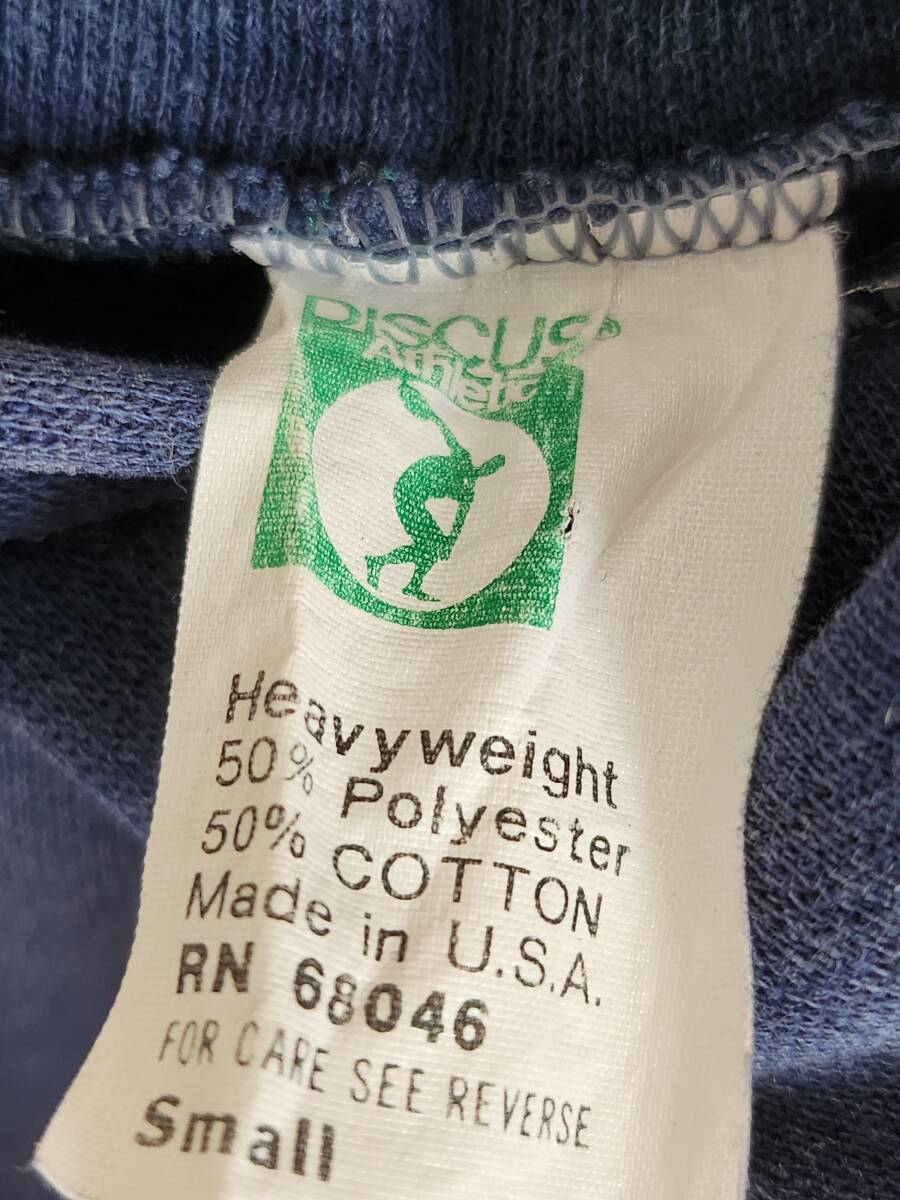 DISCUS®
Athletic
Heavyweight
50% Polyester
50% COTTON
Made in U.S.A.
RN 68046
FOR CARE SEE REVERSE
Small